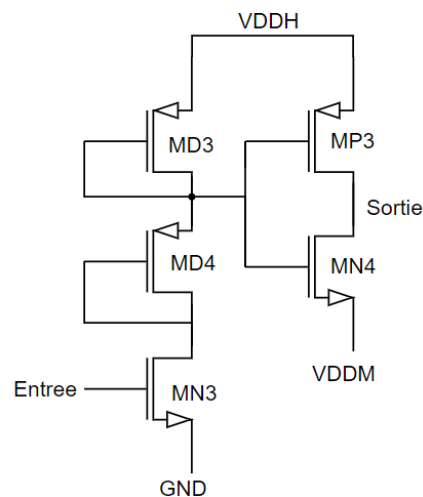 VDDH
MD3
MP3
Sortie
MD4
MN4
VDDM
Entree
MN3
GND